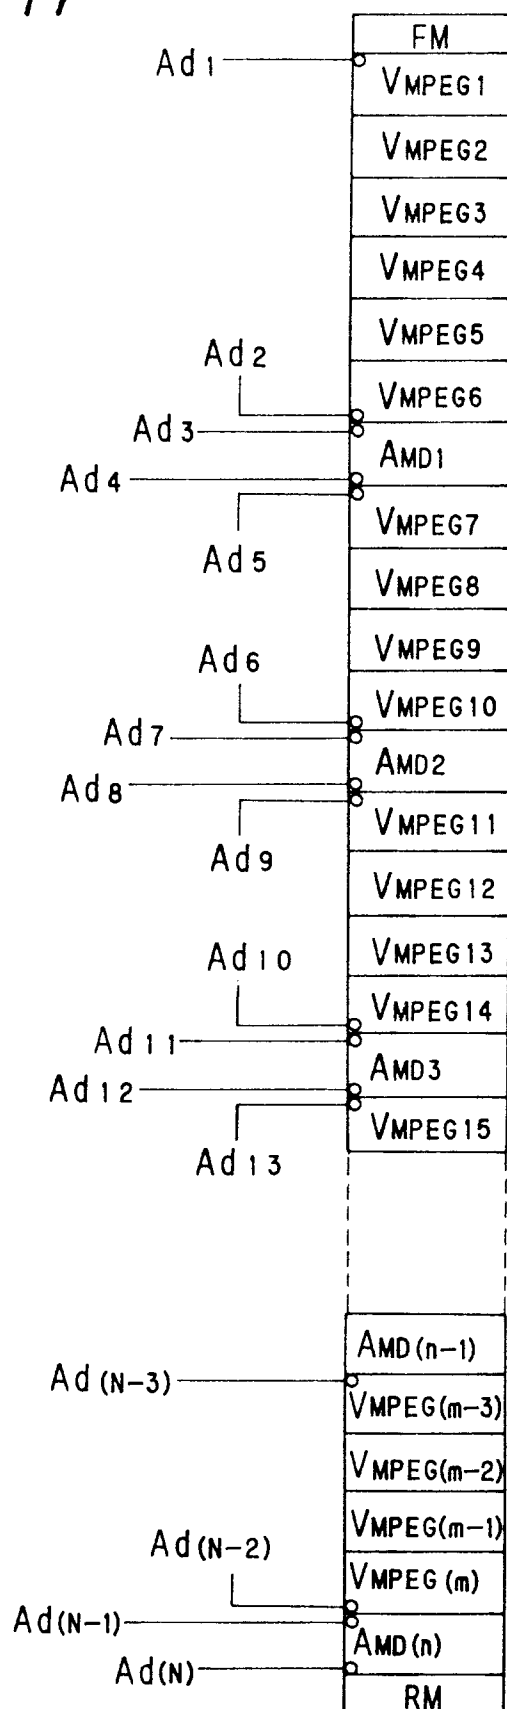 FM
Ad1
VMPEG1
VMPEG2
VMPEG3
VMPEG4
VMPEG5
Ad2
VMPEG6
Ad3
AMD1
Ad4
VMPEG7
Ad5
VMPEG8
VMPEG9
Ad6
VMPEG10
Ad7
AMD2
Ad8
VMPEG11
Ad9
VMPEG12
VMPEG13
Ad10
VMPEG14
Ad11
AMD3
Ad12
VMPEG15
Ad13
AMD(n-1)
Ad(N-3)
VMPEG(m-3)
VMPEG(m-2)
VMPEG(m-1)
Ad(N-2)
VMPEG(m)
Ad(N-1)
AMD(n)
Ad(N)
RM